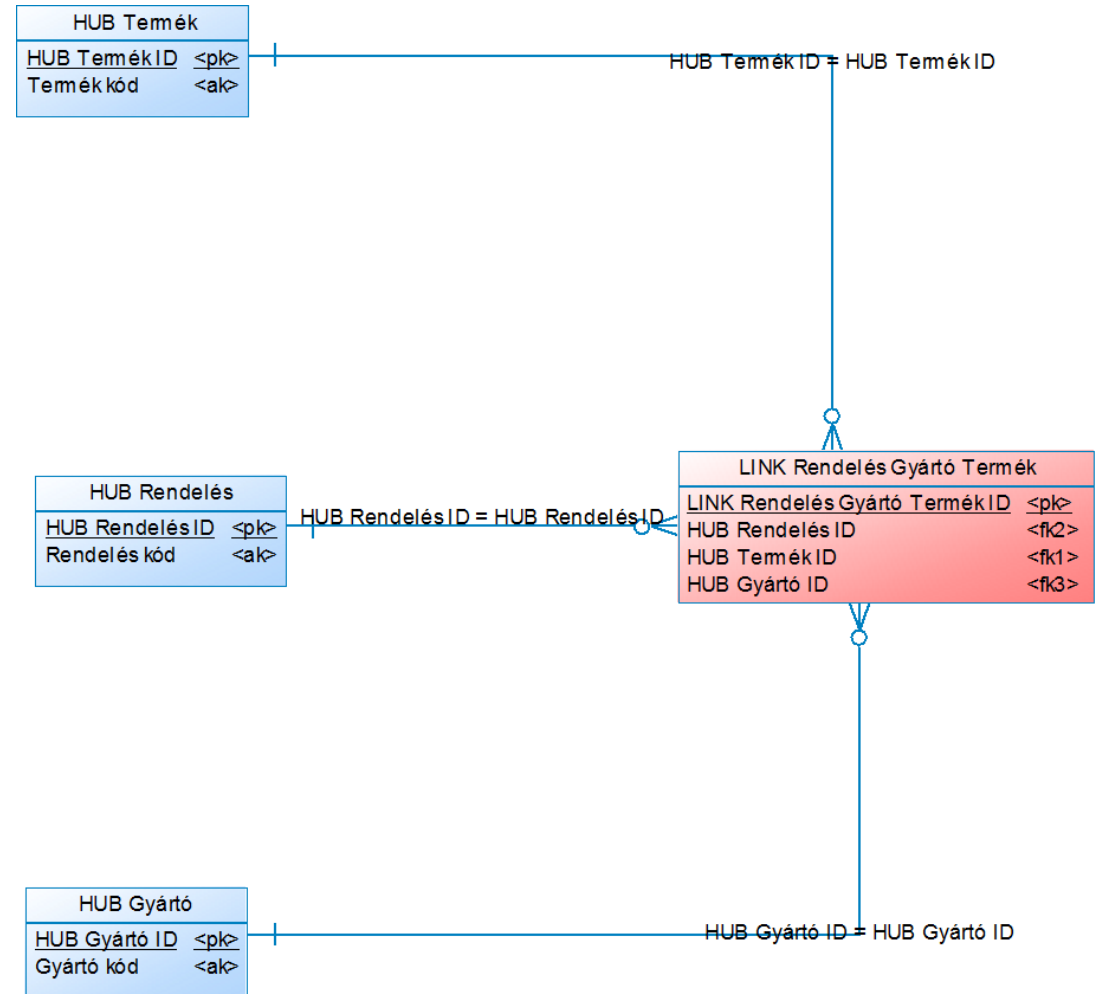 HUB Termék
HUB Termék ID <pk>
Termék kód <ak>
HUB Termék ID = HUB Termék ID
LINK Rendelés Gyártó Termék
LINK Rendelés Gyártó Termék ID <pk>
HUB Rendelés ID <fk2>
HUB Termék ID <fk1>
HUB Gyártó ID <fk3>
HUB Rendelés
HUB Rendelés ID <pk>
Rendelés kód <ak>
HUB Rendelés ID = HUB Rendelés ID
HUB Gyártó
HUB Gyártó ID <pk>
Gyártó kód <ak>
HUB Gyártó ID = HUB Gyártó ID